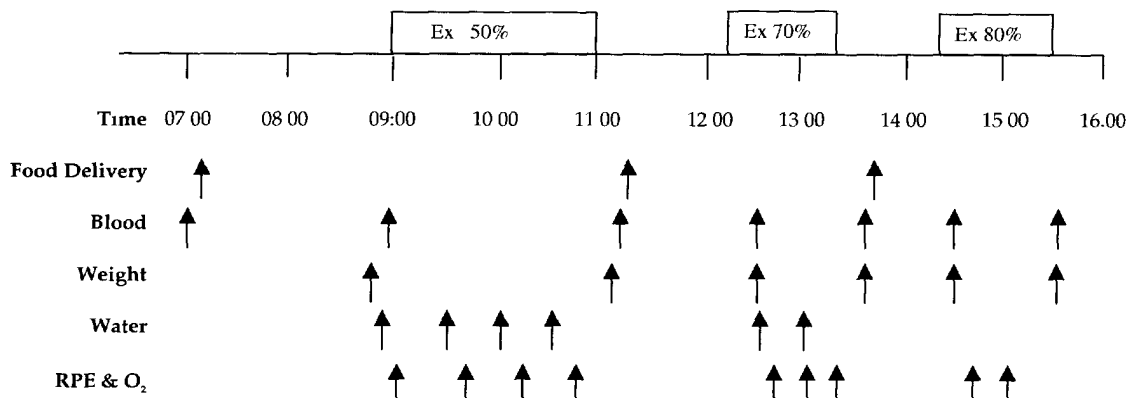 Ex 50% Ex 70% Ex 80%
Tıme 07 00 08 00 09:00 10 00 11 00 12 00 13 00 14 00 15 00 16.00
Food Delivery
Blood
Weight
Water
RPE & O₂